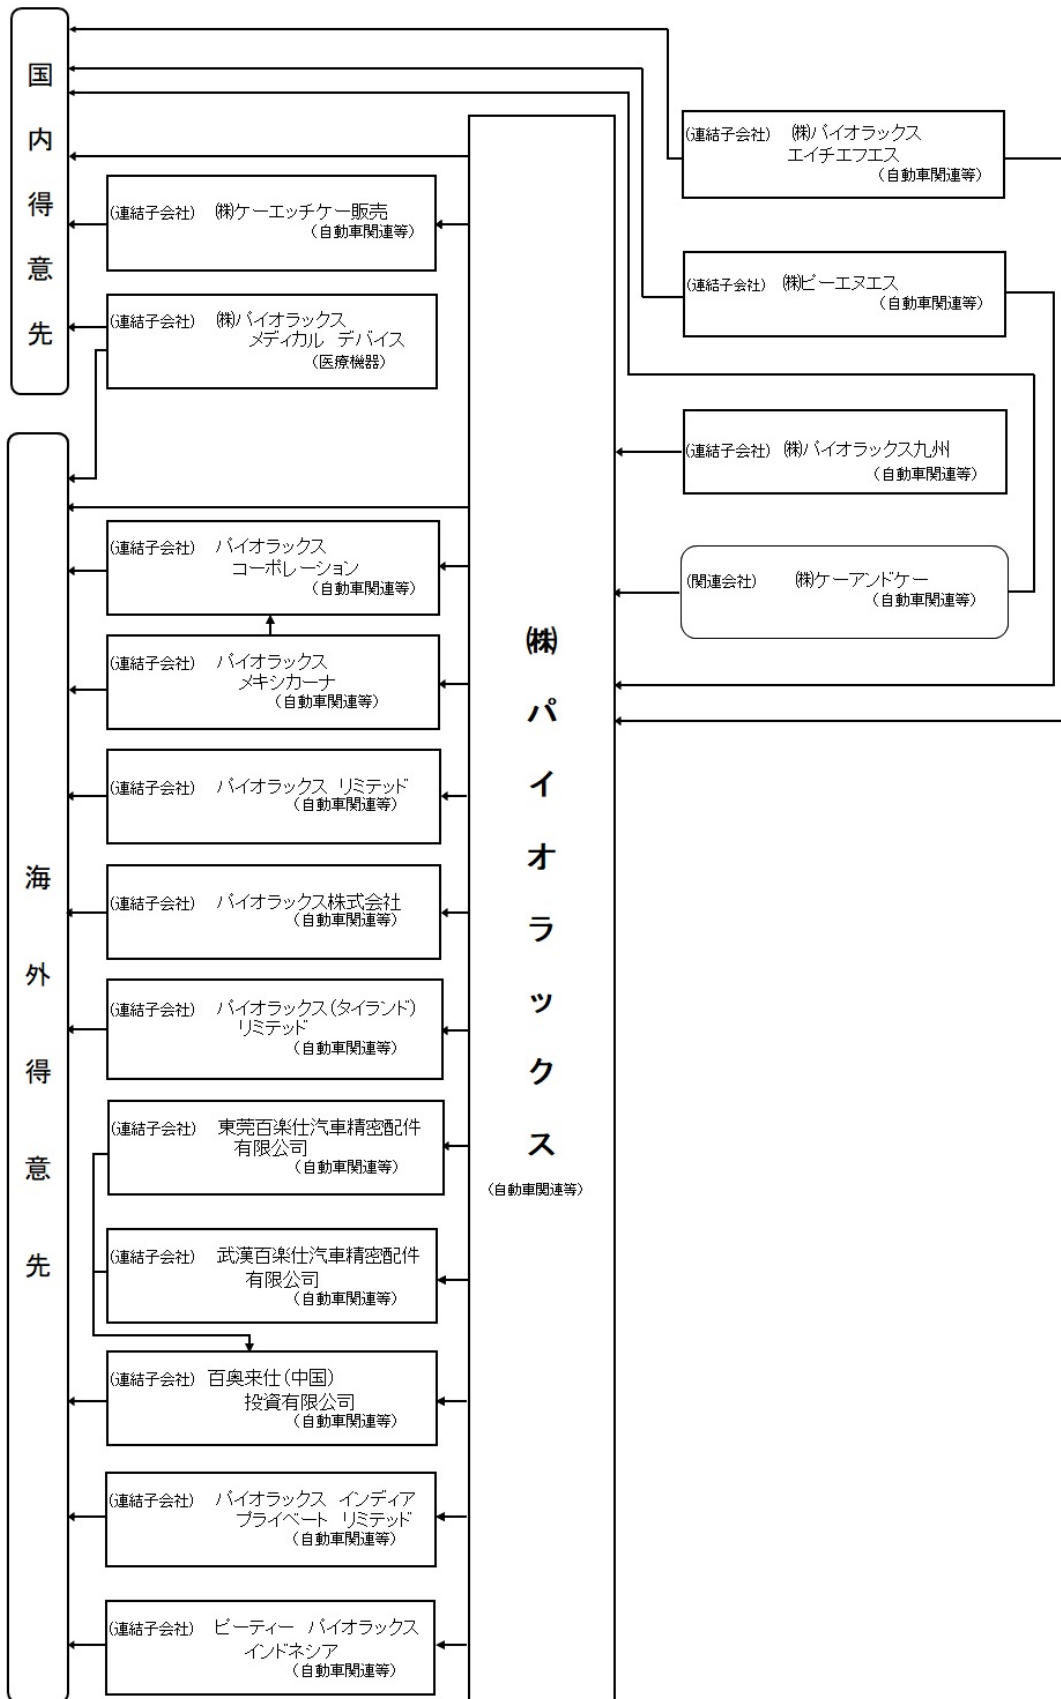 国内得意先
(連結子会社) ㈱パイオラックス
エイチエフエス
(自動車関連等)
(連結子会社) ㈱ケーエッチケー販売
(自動車関連等)
(連結子会社) ㈱ピーエヌエス
(自動車関連等)
(連結子会社) ㈱パイオラックス
メディカル デバイス
(医療機器)
(連結子会社) ㈱パイオラックス九州
(自動車関連等)
(関連会社) ㈱ケーアンドケー
(自動車関連等)
㈱パイオラックス
(自動車関連等)
海外得意先
(連結子会社) パイオラックス
コーポレーション
(自動車関連等)
(連結子会社) パイオラックス
メキシカーナ
(自動車関連等)
(連結子会社) パイオラックス リミテッド
(自動車関連等)
(連結子会社) パイオラックス株式会社
(自動車関連等)
(連結子会社) パイオラックス(タイランド)
リミテッド
(自動車関連等)
(連結子会社) 東莞百楽仕汽車精密配件
有限公司
(自動車関連等)
(連結子会社) 武漢百楽仕汽車精密配件
有限公司
(自動車関連等)
(連結子会社) 百奥来仕(中国)
投資有限公司
(自動車関連等)
(連結子会社) パイオラックス インディア
プライベート リミテッド
(自動車関連等)
(連結子会社) ピーティー パイオラックス
インドネシア
(自動車関連等)